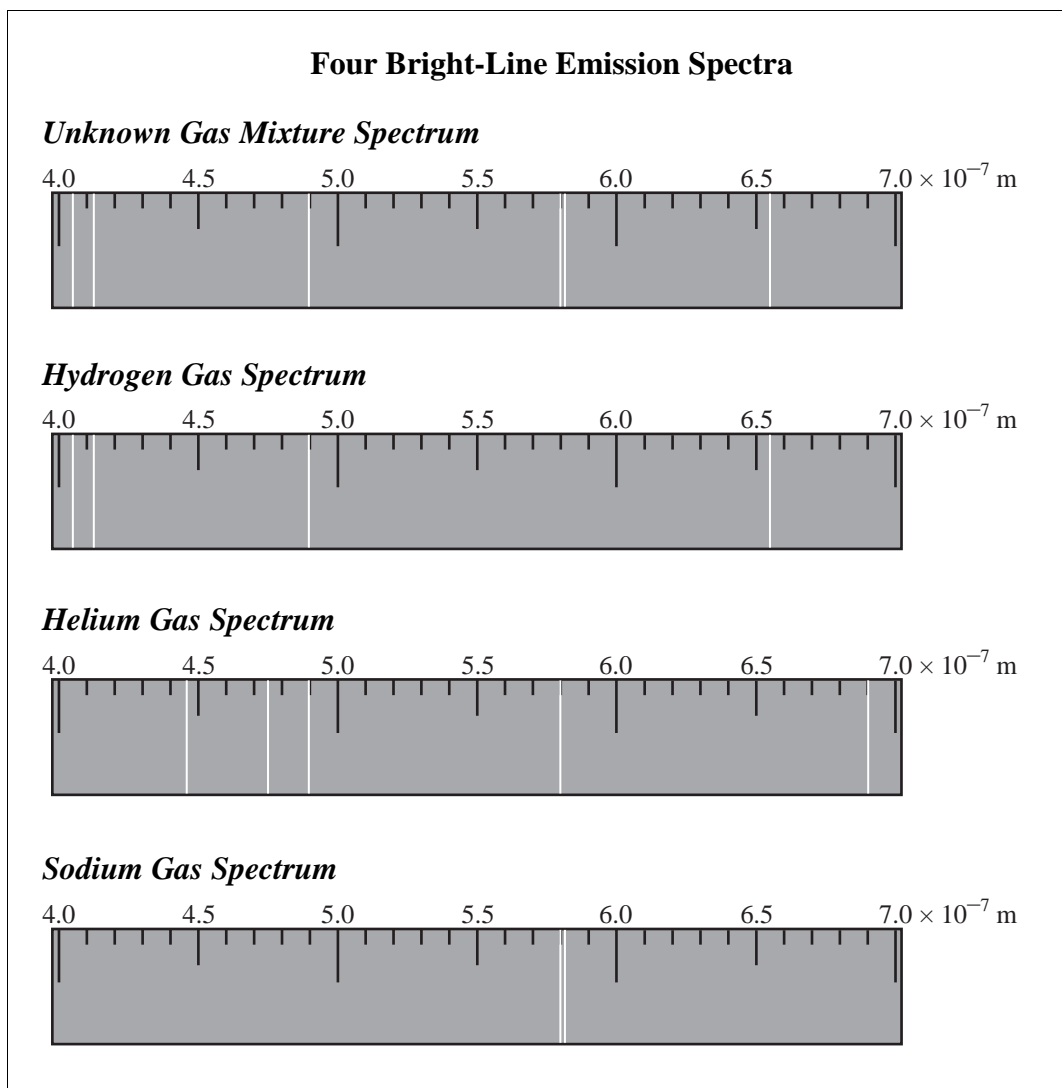 Four Bright-Line Emission Spectra
Unknown Gas Mixture Spectrum
4.0 4.5 5.0 5.5 6.0 6.5 7.0 × 10⁻⁷ m
Hydrogen Gas Spectrum
4.0 4.5 5.0 5.5 6.0 6.5 7.0 × 10⁻⁷ m
Helium Gas Spectrum
4.0 4.5 5.0 5.5 6.0 6.5 7.0 × 10⁻⁷ m
Sodium Gas Spectrum
4.0 4.5 5.0 5.5 6.0 6.5 7.0 × 10⁻⁷ m